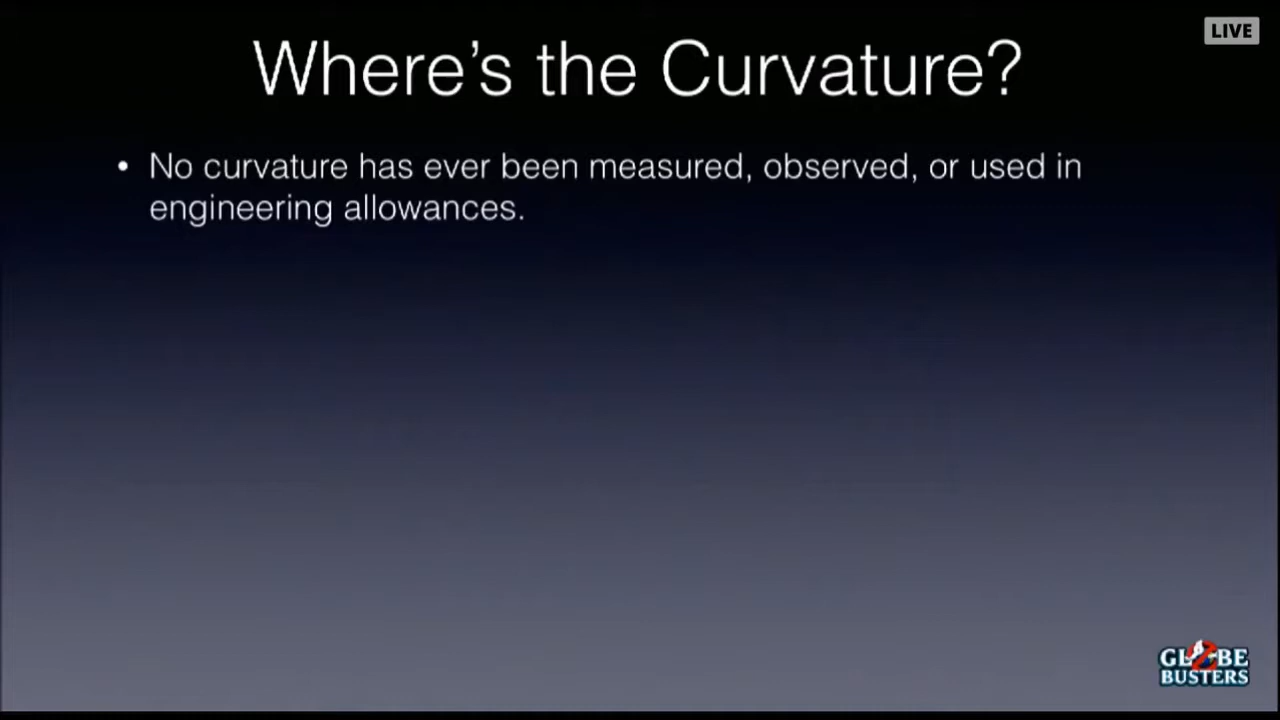 LIVE
Where's the Curvature?
• No curvature has ever been measured, observed, or used in
engineering allowances.
GLOBE
BUSTERS